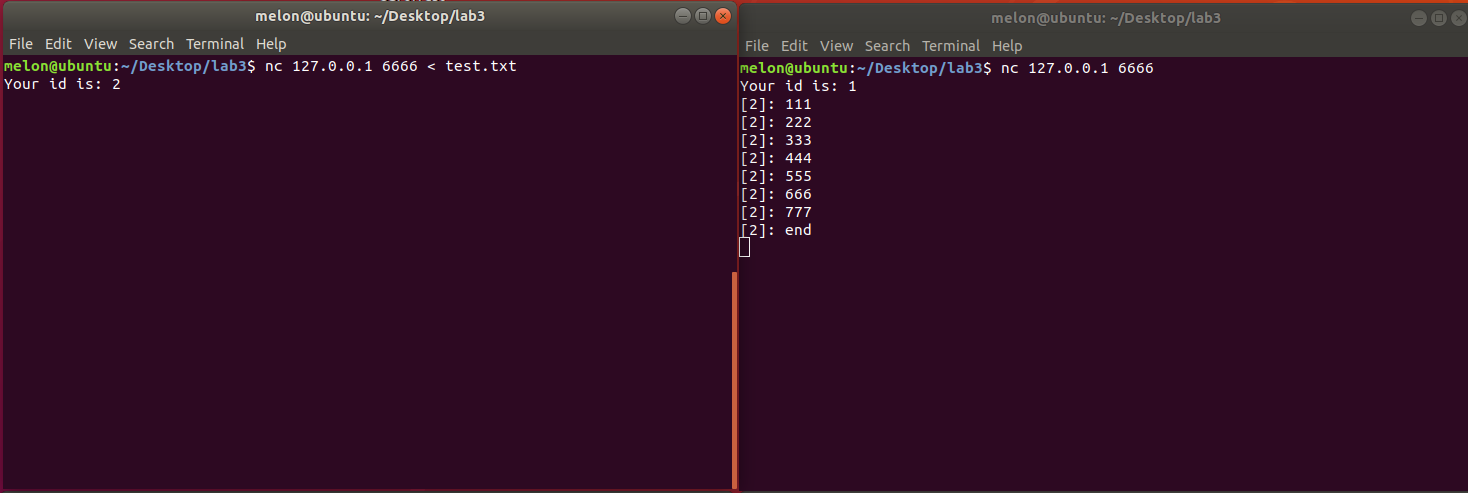 melon@ubuntu: ~/Desktop/lab3
File Edit View Search Terminal Help
melon@ubuntu:~/Desktop/lab3$ nc 127.0.0.1 6666 < test.txt
Your id is: 2
melon@ubuntu: ~/Desktop/lab3
File Edit View Search Terminal Help
melon@ubuntu:~/Desktop/lab3$ nc 127.0.0.1 6666
Your id is: 1
[2]: 111
[2]: 222
[2]: 333
[2]: 444
[2]: 555
[2]: 666
[2]: 777
[2]: end